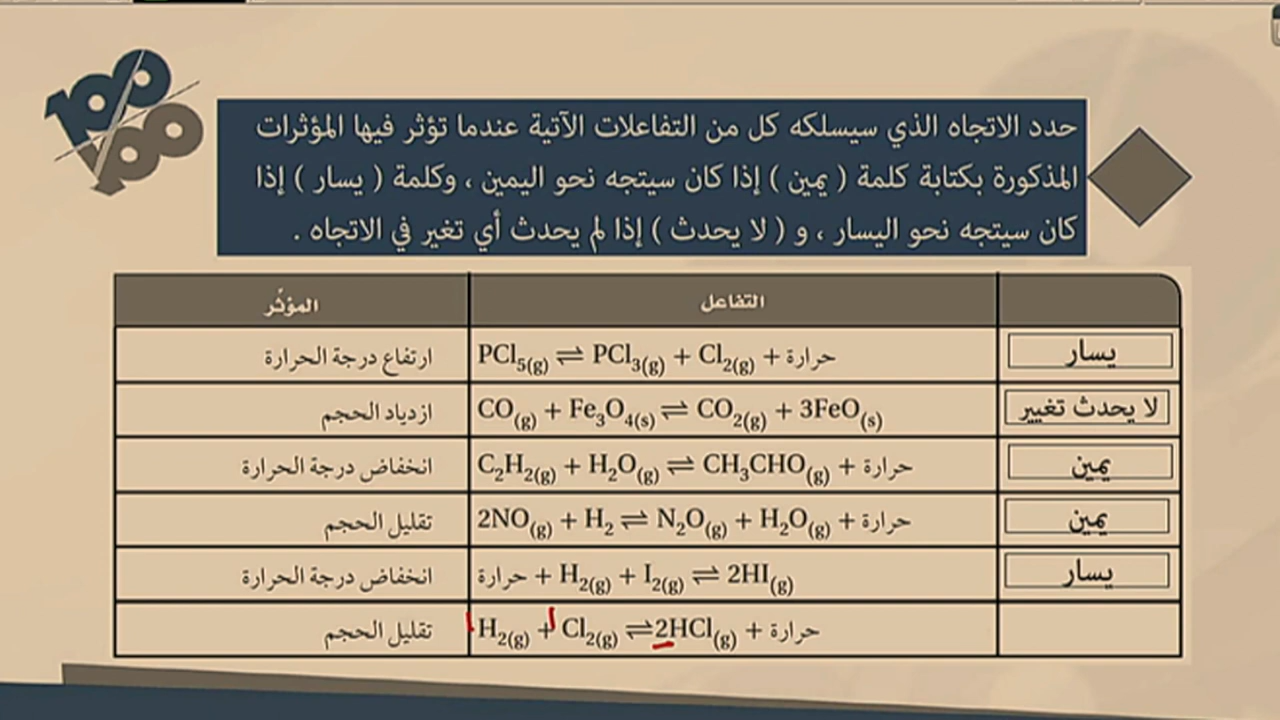 100
100
حدد الاتجاه الذي سيسلكه كل من التفاعلات الآتية عندما تؤثر فيها المؤثرات
المذكورة بكتابة كلمة ( يمين ) إذا كان سيتجه نحو اليمين ، وكلمة ( يسار ) إذا
كان سيتجه نحو اليسار ، و ( لا يحدث ) إذا لم يحدث أي تغير في الاتجاه .
التفاعل المؤثّر
يسار PCl5(g) ⇌ PCl3(g) + Cl2(g) + حرارة ارتفاع درجة الحرارة
لا يحدث تغيير CO(g) + Fe3O4(s) ⇌ CO2(g) + 3FeO(s) ازدياد الحجم
يمين C2H2(g) + H2O(g) ⇌ CH3CHO(g) + حرارة انخفاض درجة الحرارة
يمين 2NO(g) + H2 ⇌ N2O(g) + H2O(g) + حرارة تقليل الحجم
يسار حرارة + H2(g) + I2(g) ⇌ 2HI(g) انخفاض درجة الحرارة
H2(g) + Cl2(g) ⇌ 2HCl(g) + حرارة تقليل الحجم